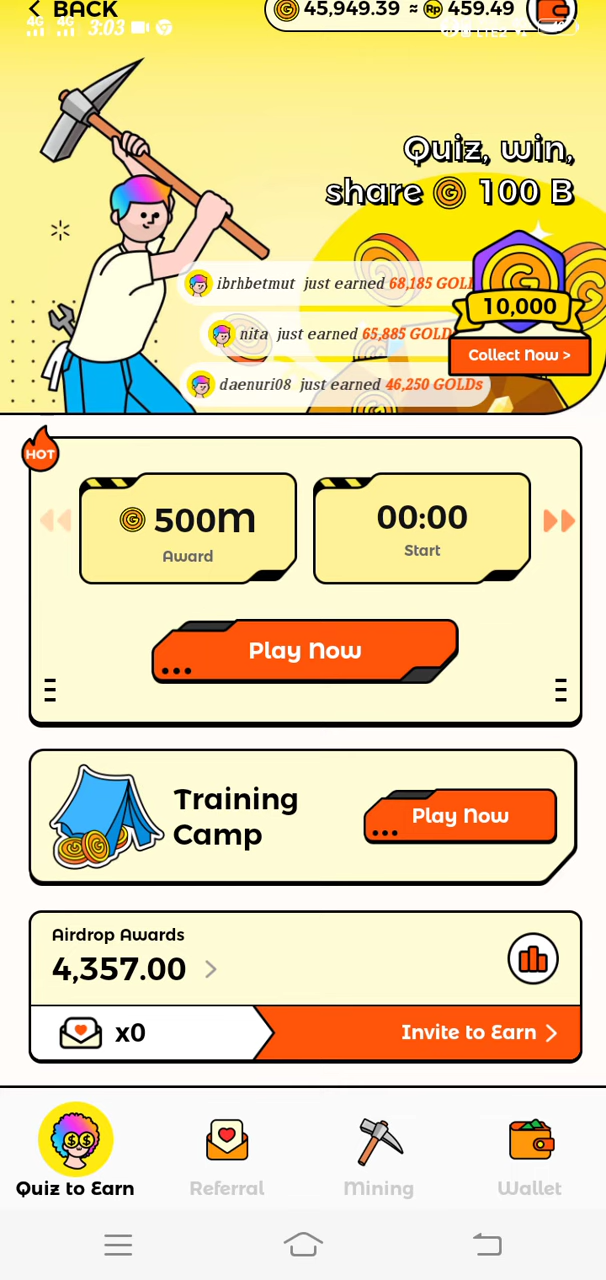 BACK
45,949.39 ≈ Rp 459.49
4G 4G 3:03
Quiz, win,
share G 100 B
ibrhbetmut just earned 68,185 GOLD
nita just earned 65,885 GOLD
daenuri08 just earned 46,250 GOLDs
G
10,000
Collect Now >
HOT
500m
Award
00:00
Start
Play Now
Training
Camp
Play Now
Airdrop Awards
4,357.00 >
x0
Invite to Earn >
Quiz to Earn
Referral
Mining
Wallet